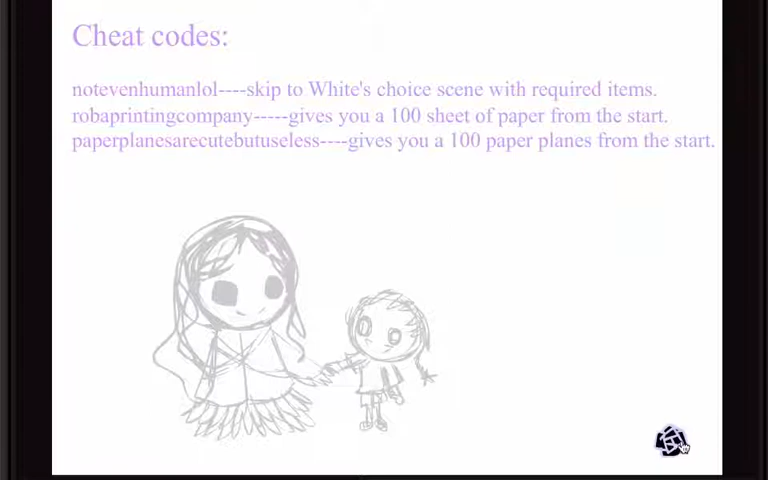 Cheat codes:
notevenhumanlol----skip to White's choice scene with required items.
robaprintingcompany-----gives you a 100 sheet of paper from the start.
paperplanesarecutebutuseless----gives you a 100 paper planes from the start.